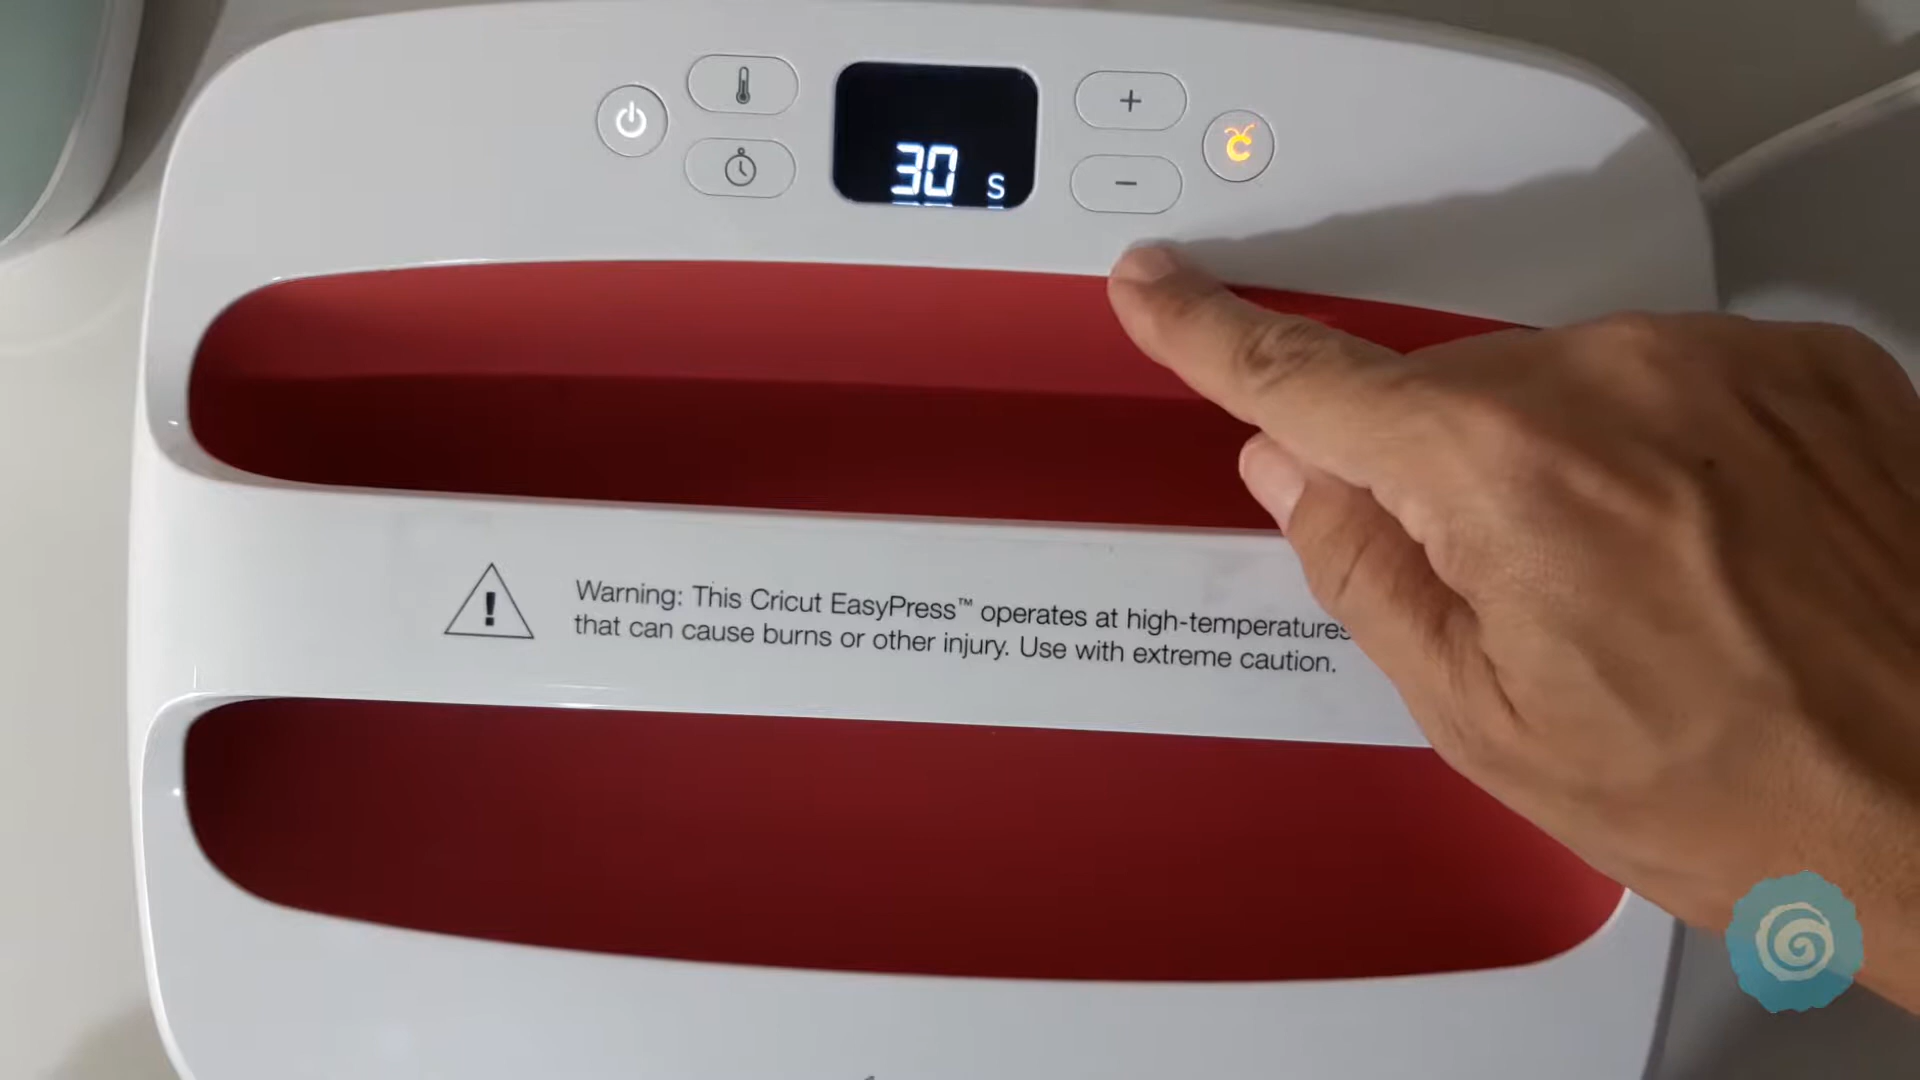 30 s
+
−
Warning: This Cricut EasyPress™ operates at high-temperatures
that can cause burns or other injury. Use with extreme caution.